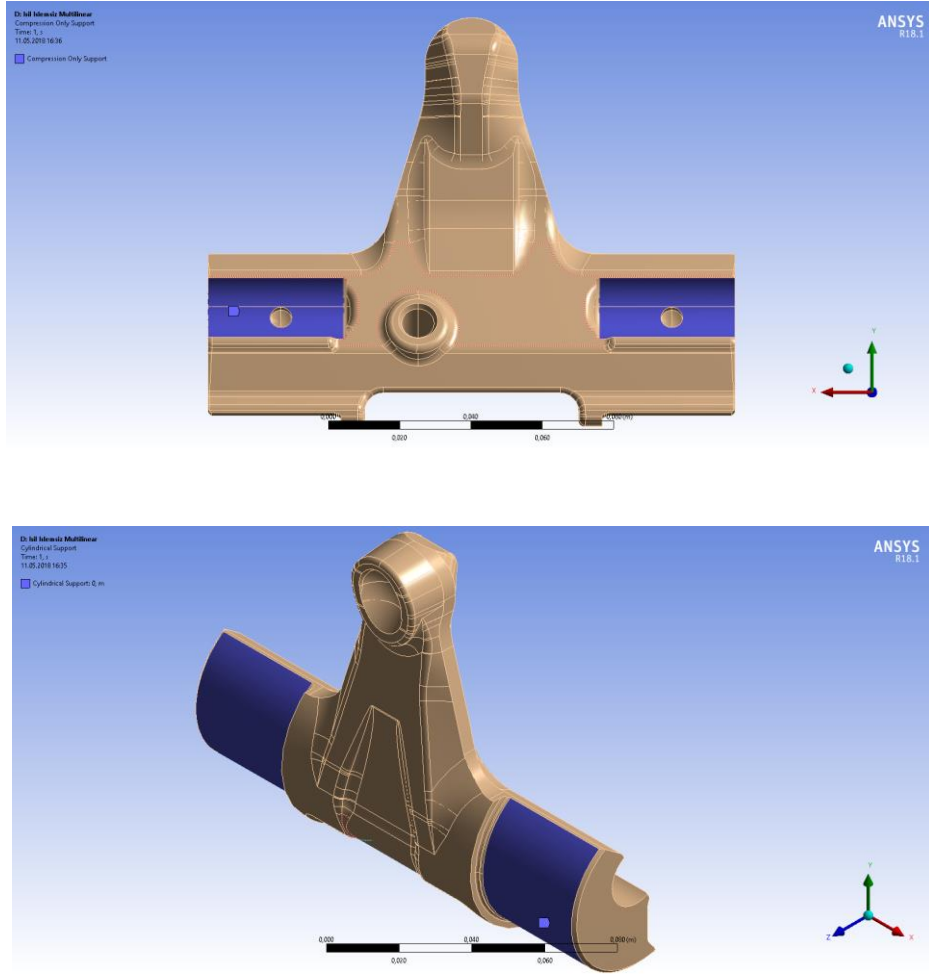 D: bil Idemsiz Multilinear
Compression Only Support
Time: 1, s
11.05.2018 16:36
Compression Only Support
ANSYS
R18.1
Y
X
0,000
0,040
0,080 (m)
0,020
0,060
D: bil Idemsiz Multilinear
Cylindrical Support
Time: 1, s
11.05.2018 16:35
Cylindrical Support: 0, m
ANSYS
R18.1
Y
Z
X
0,000
0,040
0,080 (m)
0,020
0,060